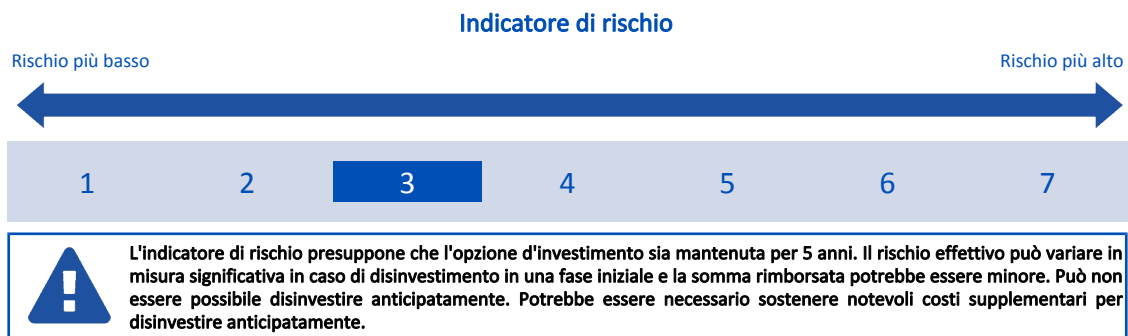 Indicatore di rischio
Rischio più basso
Rischio più alto
1 2 3 4 5 6 7
L'indicatore di rischio presuppone che l'opzione d'investimento sia mantenuta per 5 anni. Il rischio effettivo può variare in
misura significativa in caso di disinvestimento in una fase iniziale e la somma rimborsata potrebbe essere minore. Può non
essere possibile disinvestire anticipatamente. Potrebbe essere necessario sostenere notevoli costi supplementari per
disinvestire anticipatamente.